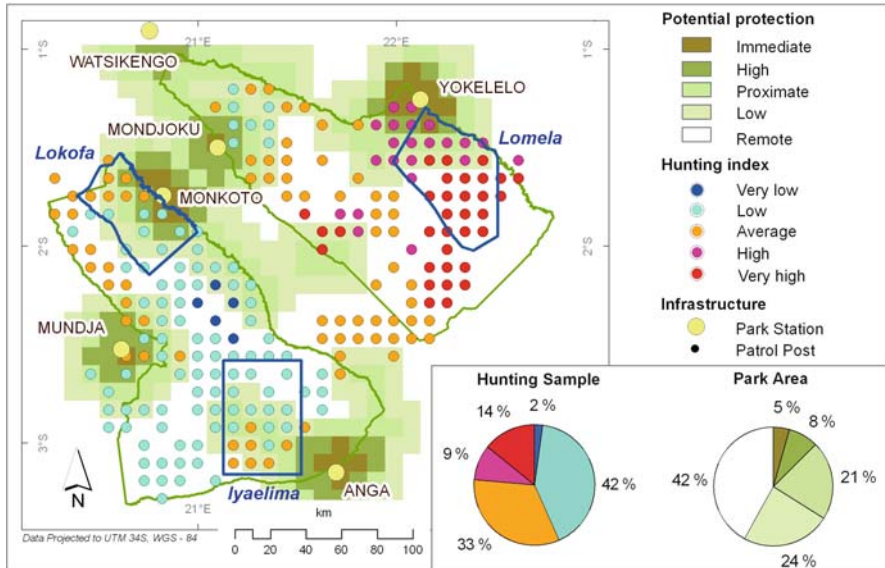 21°E
22°E
1°S
1°S
WATSIKENGO
YOKELELO
MONDJOKU
Lomela
Lokofa
MONKOTO
2°S
2°S
MUNDJA
3°S
Iyaelima
ANGA
N
21°E
km
0 20 40 60 80 100
Data Projected to UTM 34S, WGS - 84
Potential protection
Immediate
High
Proximate
Low
Remote
Hunting index
Very low
Low
Average
High
Very high
Infrastructure
Park Station
Patrol Post
Hunting Sample
2 %
14 %
9 %
42 %
33 %
Park Area
5 %
8 %
42 %
21 %
24 %